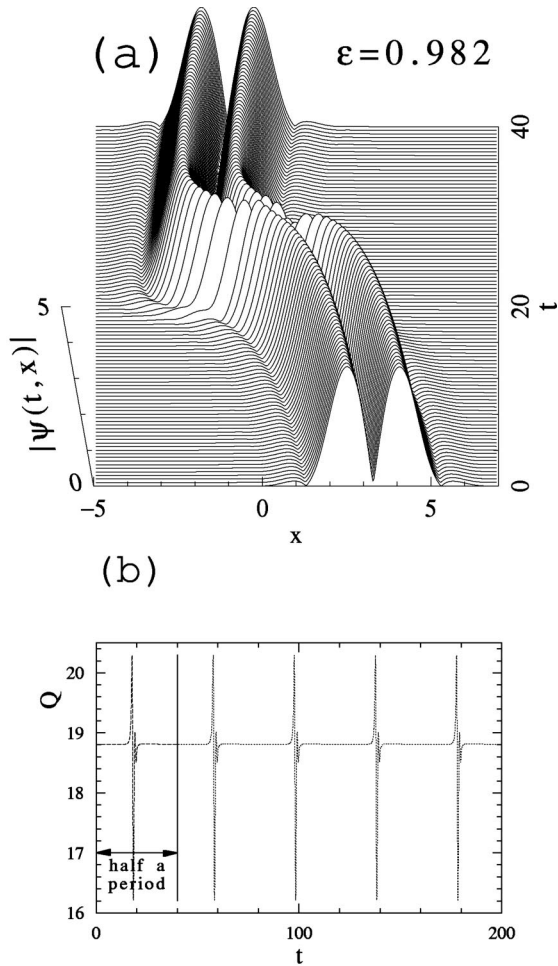 (a) ε=0.982
40
20
0
t
5
0
|ψ(t,x)|
−5 0 5
x
(b)
20
19
18
17
16
Q
half a
period
0 100 200
t